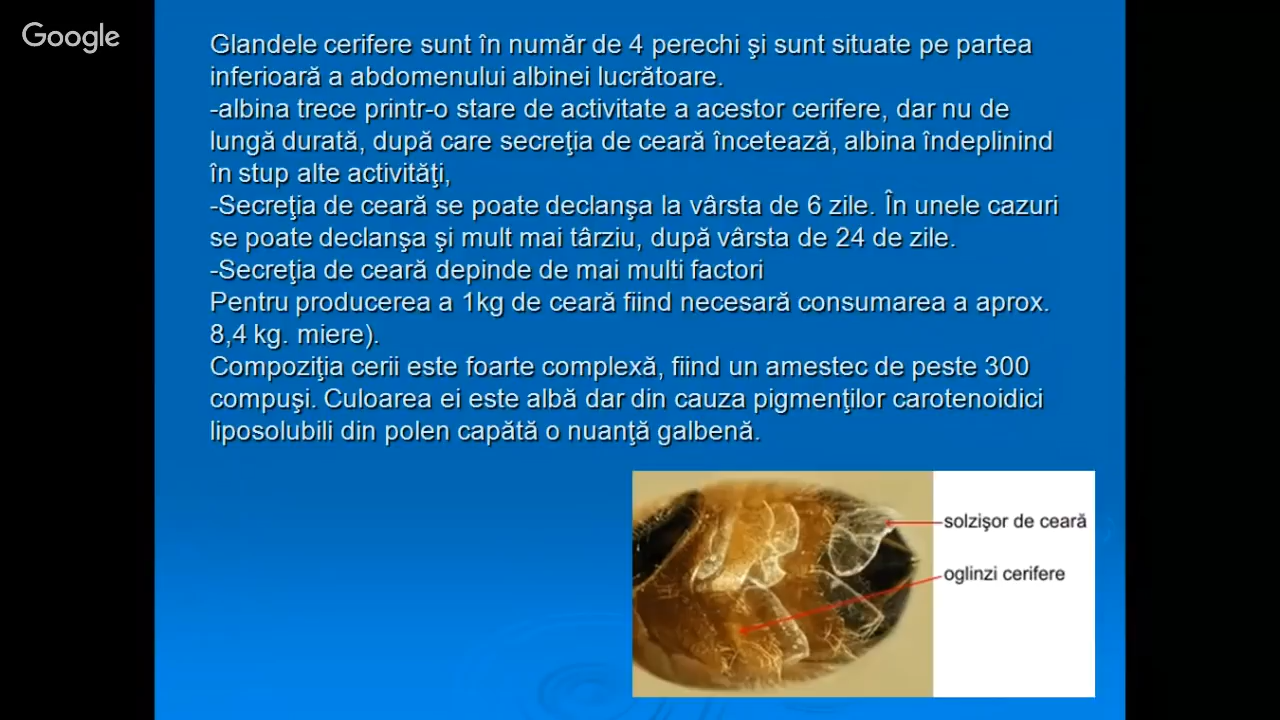 Google
Glandele cerifere sunt în număr de 4 perechi şi sunt situate pe partea
inferioară a abdomenului albinei lucrătoare.
-albina trece printr-o stare de activitate a acestor cerifere, dar nu de
lungă durată, după care secreţia de ceară încetează, albina îndeplinind
în stup alte activităţi,
-Secreţia de ceară se poate declanşa la vârsta de 6 zile. În unele cazuri
se poate declanşa şi mult mai târziu, după vârsta de 24 de zile.
-Secreţia de ceară depinde de mai multi factori
Pentru producerea a 1kg de ceară fiind necesară consumarea a aprox.
8,4 kg. miere).
Compoziţia cerii este foarte complexă, fiind un amestec de peste 300
compuşi. Culoarea ei este albă dar din cauza pigmenţilor carotenoidici
liposolubili din polen capătă o nuanţă galbenă.
solzişor de ceară
oglinzi cerifere